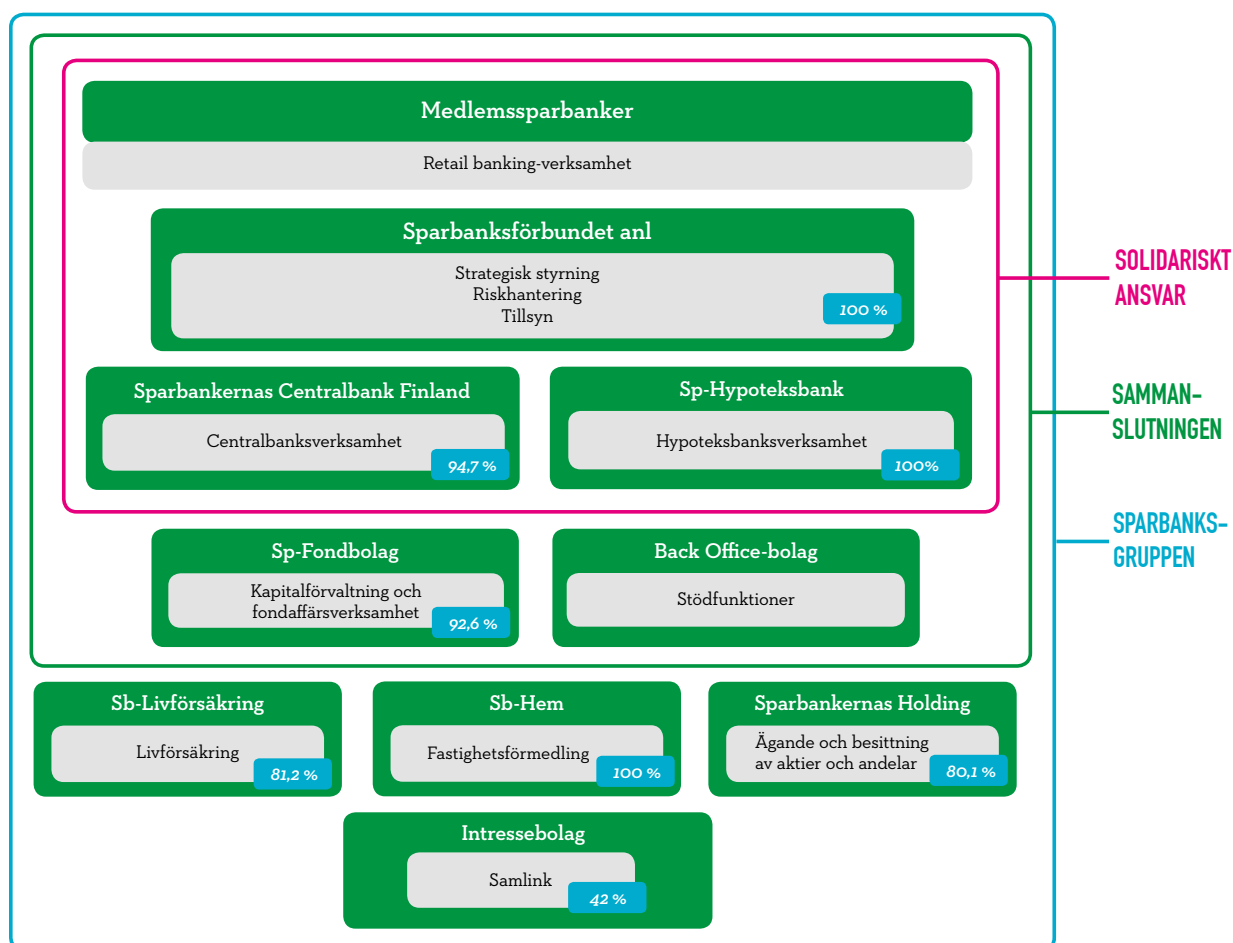 Medlemssparbanker
Retail banking-verksamhet
Sparbanksförbundet anl
Strategisk styrning
Riskhantering
Tillsyn
100 %
Sparbankernas Centralbank Finland
Centralbanksverksamhet
94,7 %
Sp-Hypoteksbank
Hypoteksbanksverksamhet
100%
Sp-Fondbolag
Kapitalförvaltning och
fondaffärsverksamhet
92,6 %
Back Office-bolag
Stödfunktioner
Sb-Livförsäkring
Livförsäkring
81,2 %
Sb-Hem
Fastighetsförmedling
100 %
Sparbankernas Holding
Ägande och besittning
av aktier och andelar
80,1 %
Intressebolag
Samlink
42 %
SOLIDARISKT
ANSVAR
SAMMAN-
SLUTNINGEN
SPARBANKS-
GRUPPEN